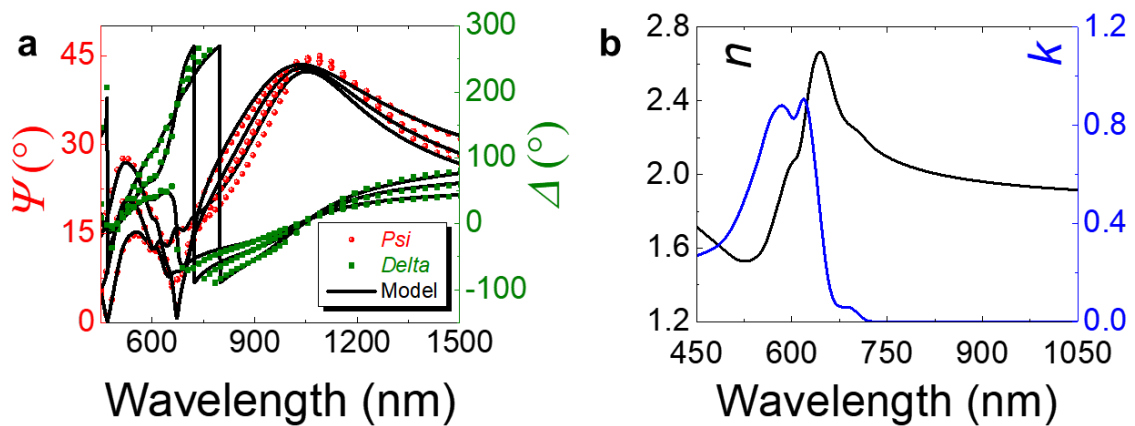 a
45
30
15
0
Ψ (°)
300
200
100
0
-100
Δ (°)
Psi
Delta
Model
600
900
1200
1500
Wavelength (nm)
b
n
k
2.8
2.4
2.0
1.6
1.2
1.2
0.8
0.4
0.0
450
600
750
900
1050
Wavelength (nm)